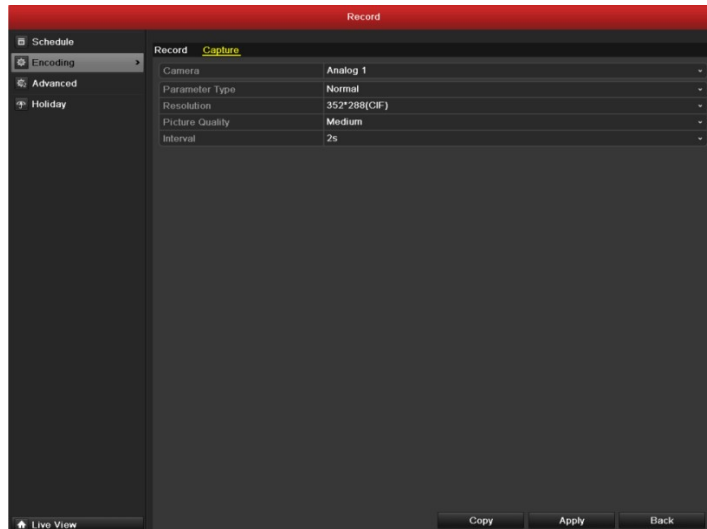 Record
Schedule
Encoding
Advanced
Holiday
Live View
Record Capture
Camera Analog 1
Parameter Type Normal
Resolution 352*288(CIF)
Picture Quality Medium
Interval 2s
Copy Apply Back